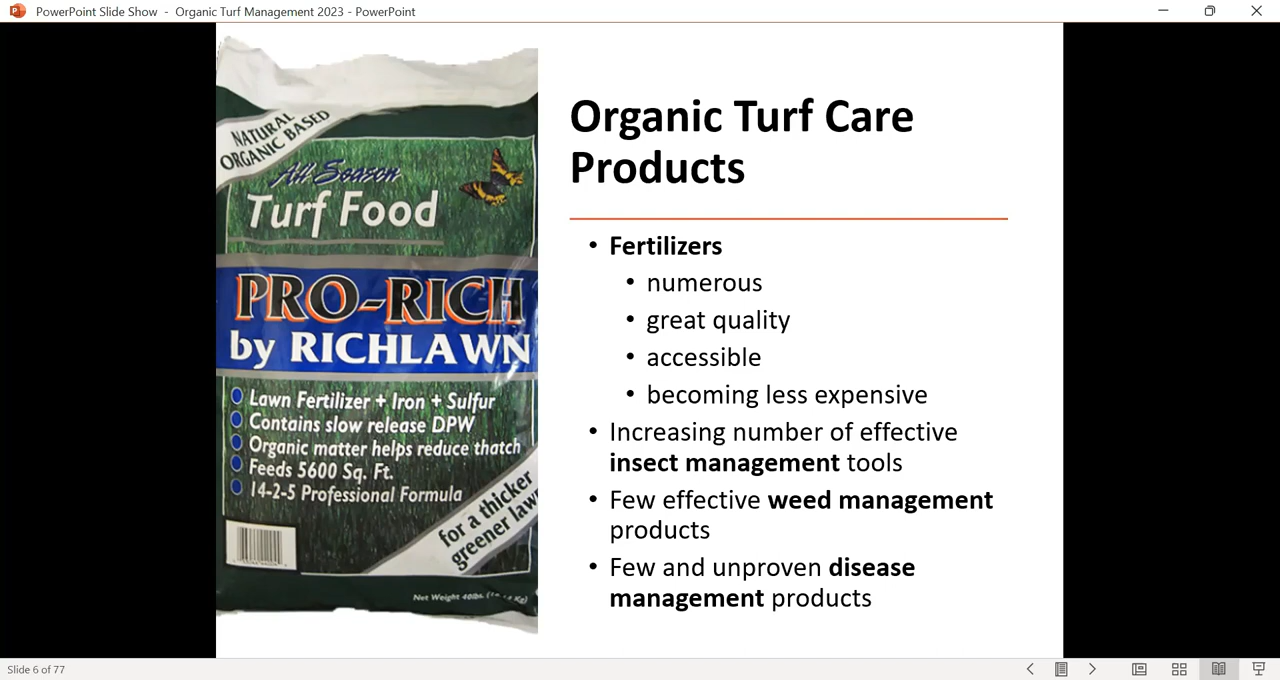 PowerPoint Slide Show - Organic Turf Management 2023 - PowerPoint
NATURAL
ORGANIC BASED
All Season
Turf Food
PRO-RICH
by RICHLAWN
Lawn Fertilizer + Iron + Sulfur
Contains slow release DPW
Organic matter helps reduce thatch
Feeds 5600 Sq. Ft.
14-2-5 Professional Formula
for a thicker
greener lawn
Net Weight 40lbs.
Organic Turf Care
Products
• Fertilizers
• numerous
• great quality
• accessible
• becoming less expensive
• Increasing number of effective
insect management tools
• Few effective weed management
products
• Few and unproven disease
management products
Slide 6 of 77